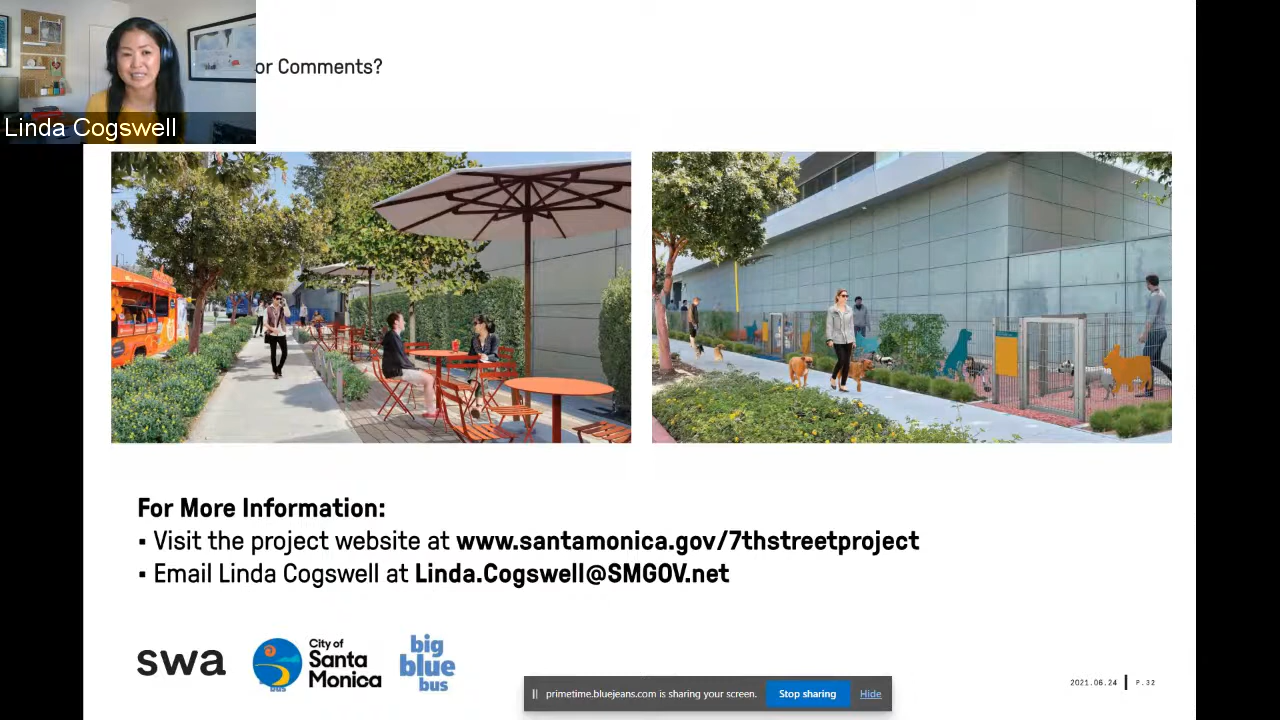 or Comments?
Linda Cogswell
For More Information:
▪ Visit the project website at www.santamonica.gov/7thstreetproject
▪ Email Linda Cogswell at Linda.Cogswell@SMGOV.net
swa
City of
Santa
Monica
bus
big
blue
bus
primetime.bluejeans.com is sharing your screen.
Stop sharing
Hide
2021.06.24 | P.32